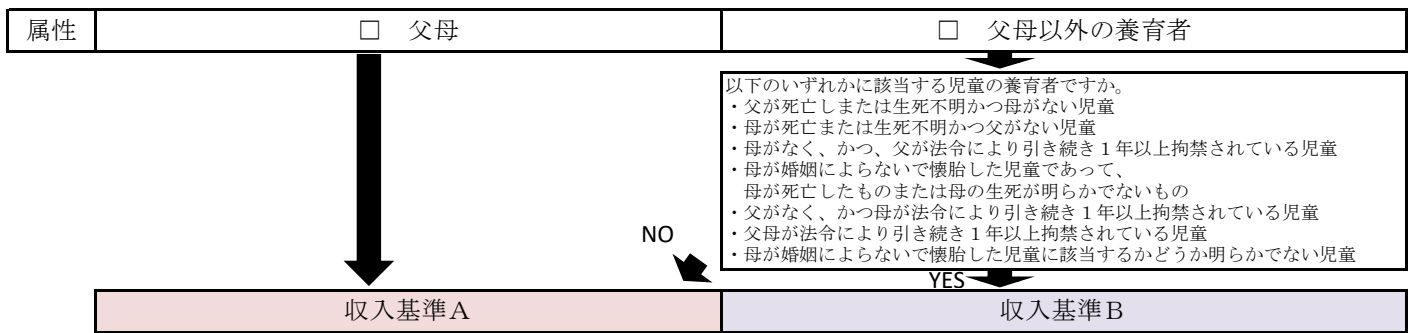 属性 □ 父母 □ 父母以外の養育者
以下のいずれかに該当する児童の養育者ですか。
・父が死亡しまたは生死不明かつ母がない児童
・母が死亡または生死不明かつ父がない児童
・母がなく、かつ、父が法令により引き続き１年以上拘禁されている児童
・母が婚姻によらないで懐胎した児童であって、
母が死亡したものまたは母の生死が明らかでないもの
・父がなく、かつ母が法令により引き続き１年以上拘禁されている児童
・父母が法令により引き続き１年以上拘禁されている児童
・母が婚姻によらないで懐胎した児童に該当するかどうか明らかでない児童
NO
YES
収入基準Ａ 収入基準Ｂ